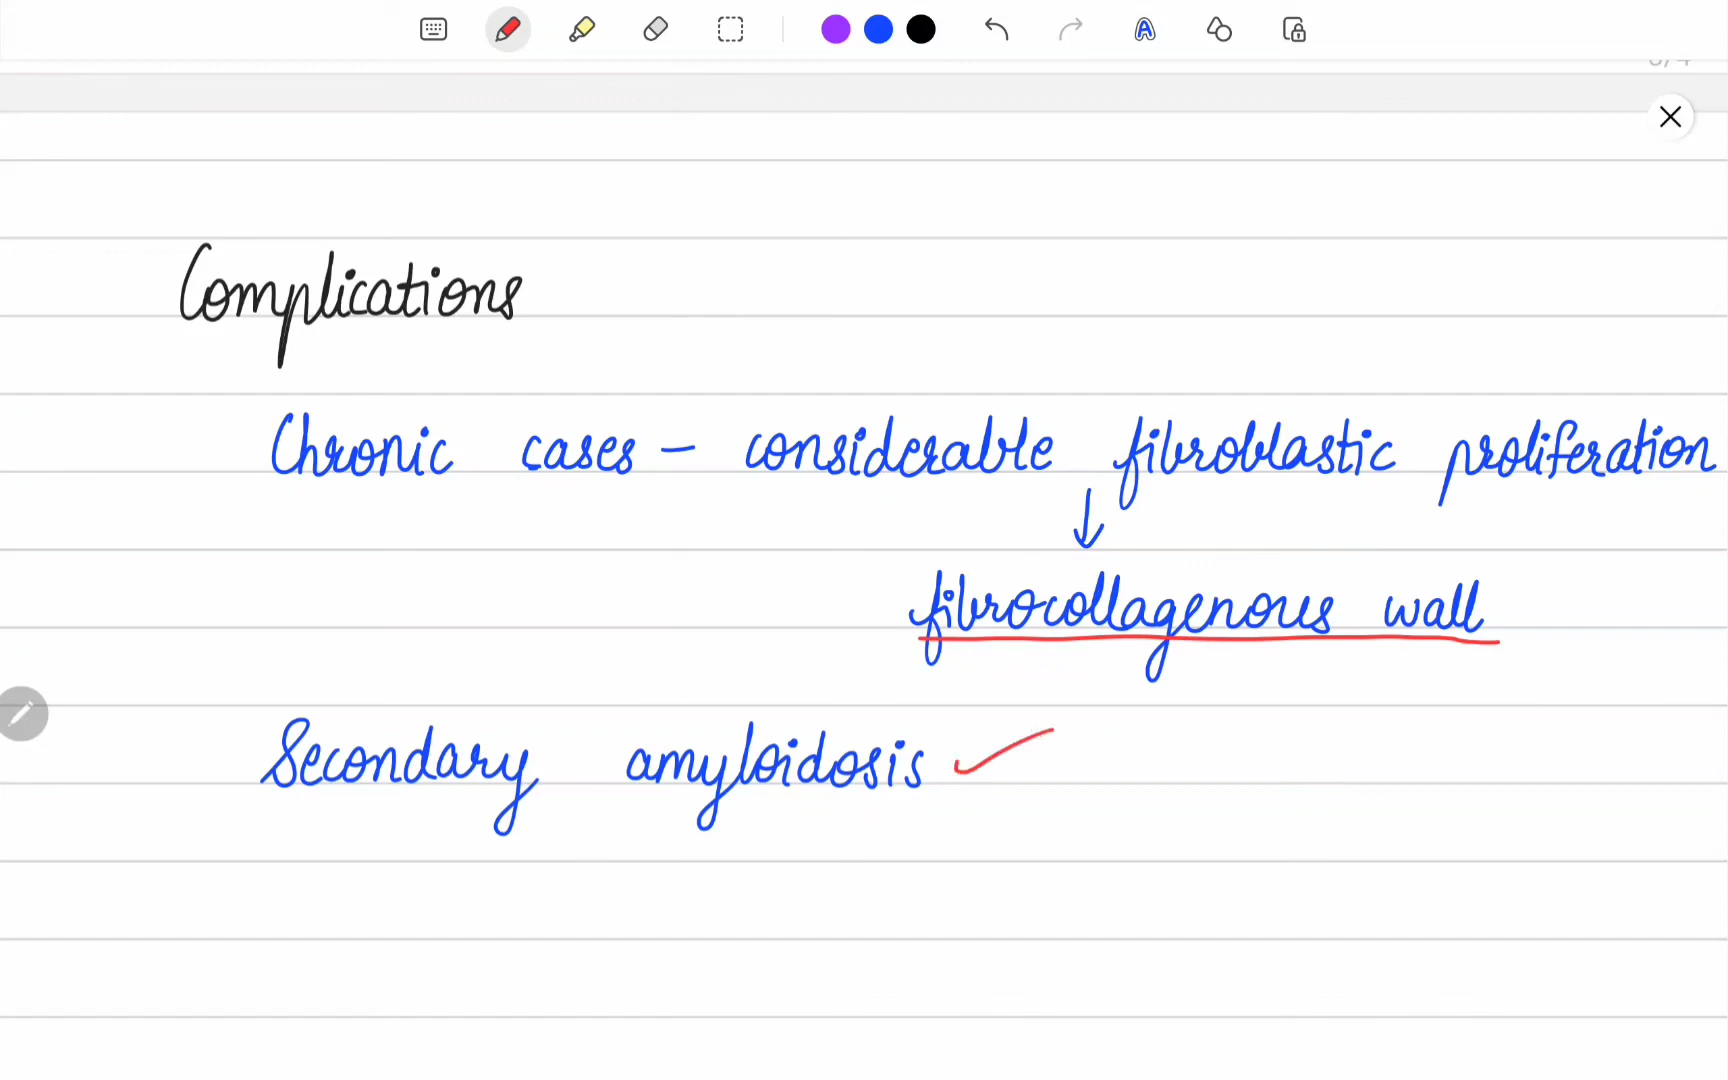 Complications
Chronic cases – considerable fibroblastic proliferation
↓
fibrocollagenous wall
Secondary amyloidosis ✓